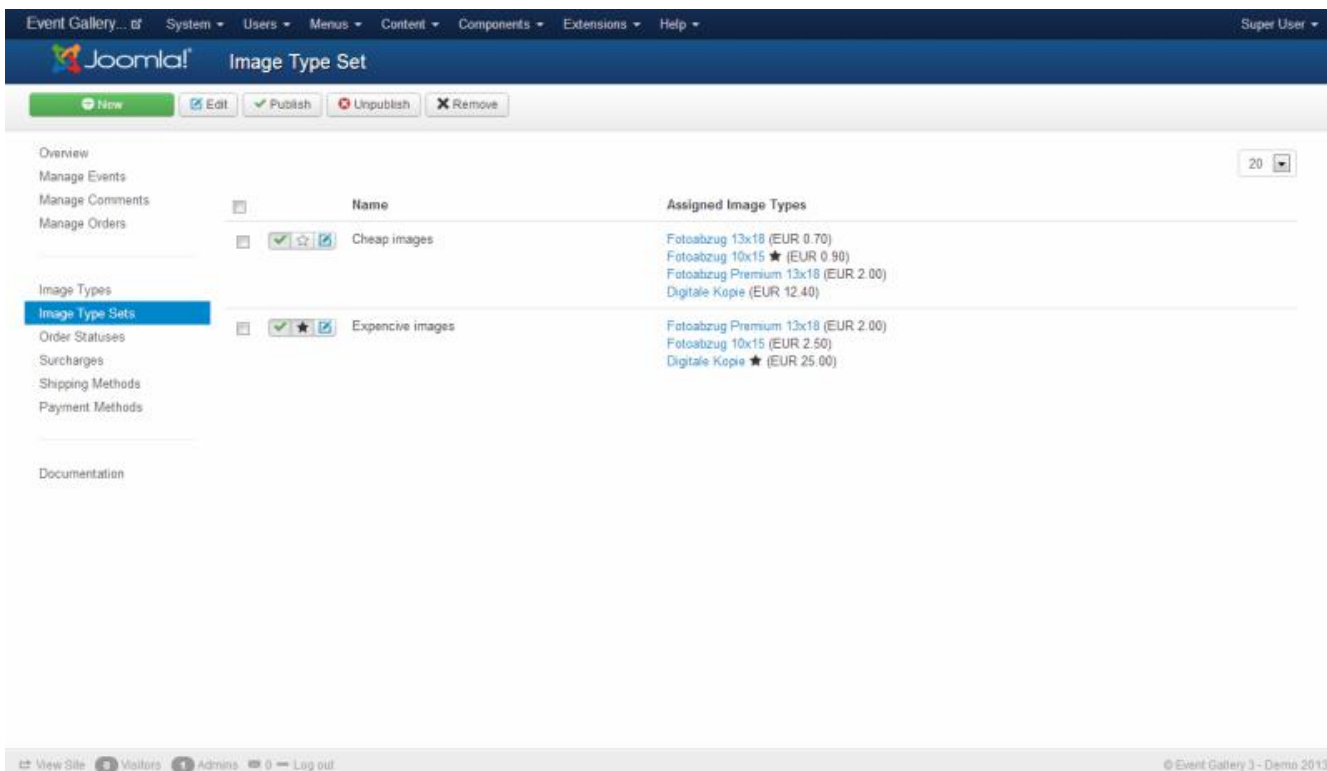 Event Gallery... System Users Menus Content Components Extensions Help Super User
Joomla! Image Type Set
New Edit Publish Unpublish Remove
Overview
20
Manage Events
Manage Comments
Manage Orders
Name Assigned Image Types
Cheap images Fotoabzug 13x18 (EUR 0.70)
Fotoabzug 10x15 ★ (EUR 0.90)
Fotoabzug Premium 13x18 (EUR 2.00)
Digitale Kopie (EUR 12.40)
Image Types
Image Type Sets
Expencive images Fotoabzug Premium 13x18 (EUR 2.00)
Fotoabzug 10x15 (EUR 2.50)
Digitale Kopie ★ (EUR 25.00)
Order Statuses
Surcharges
Shipping Methods
Payment Methods
Documentation
View Site Visitors 1 Admins 0 Log out © Event Gallery 3 - Demo 2013